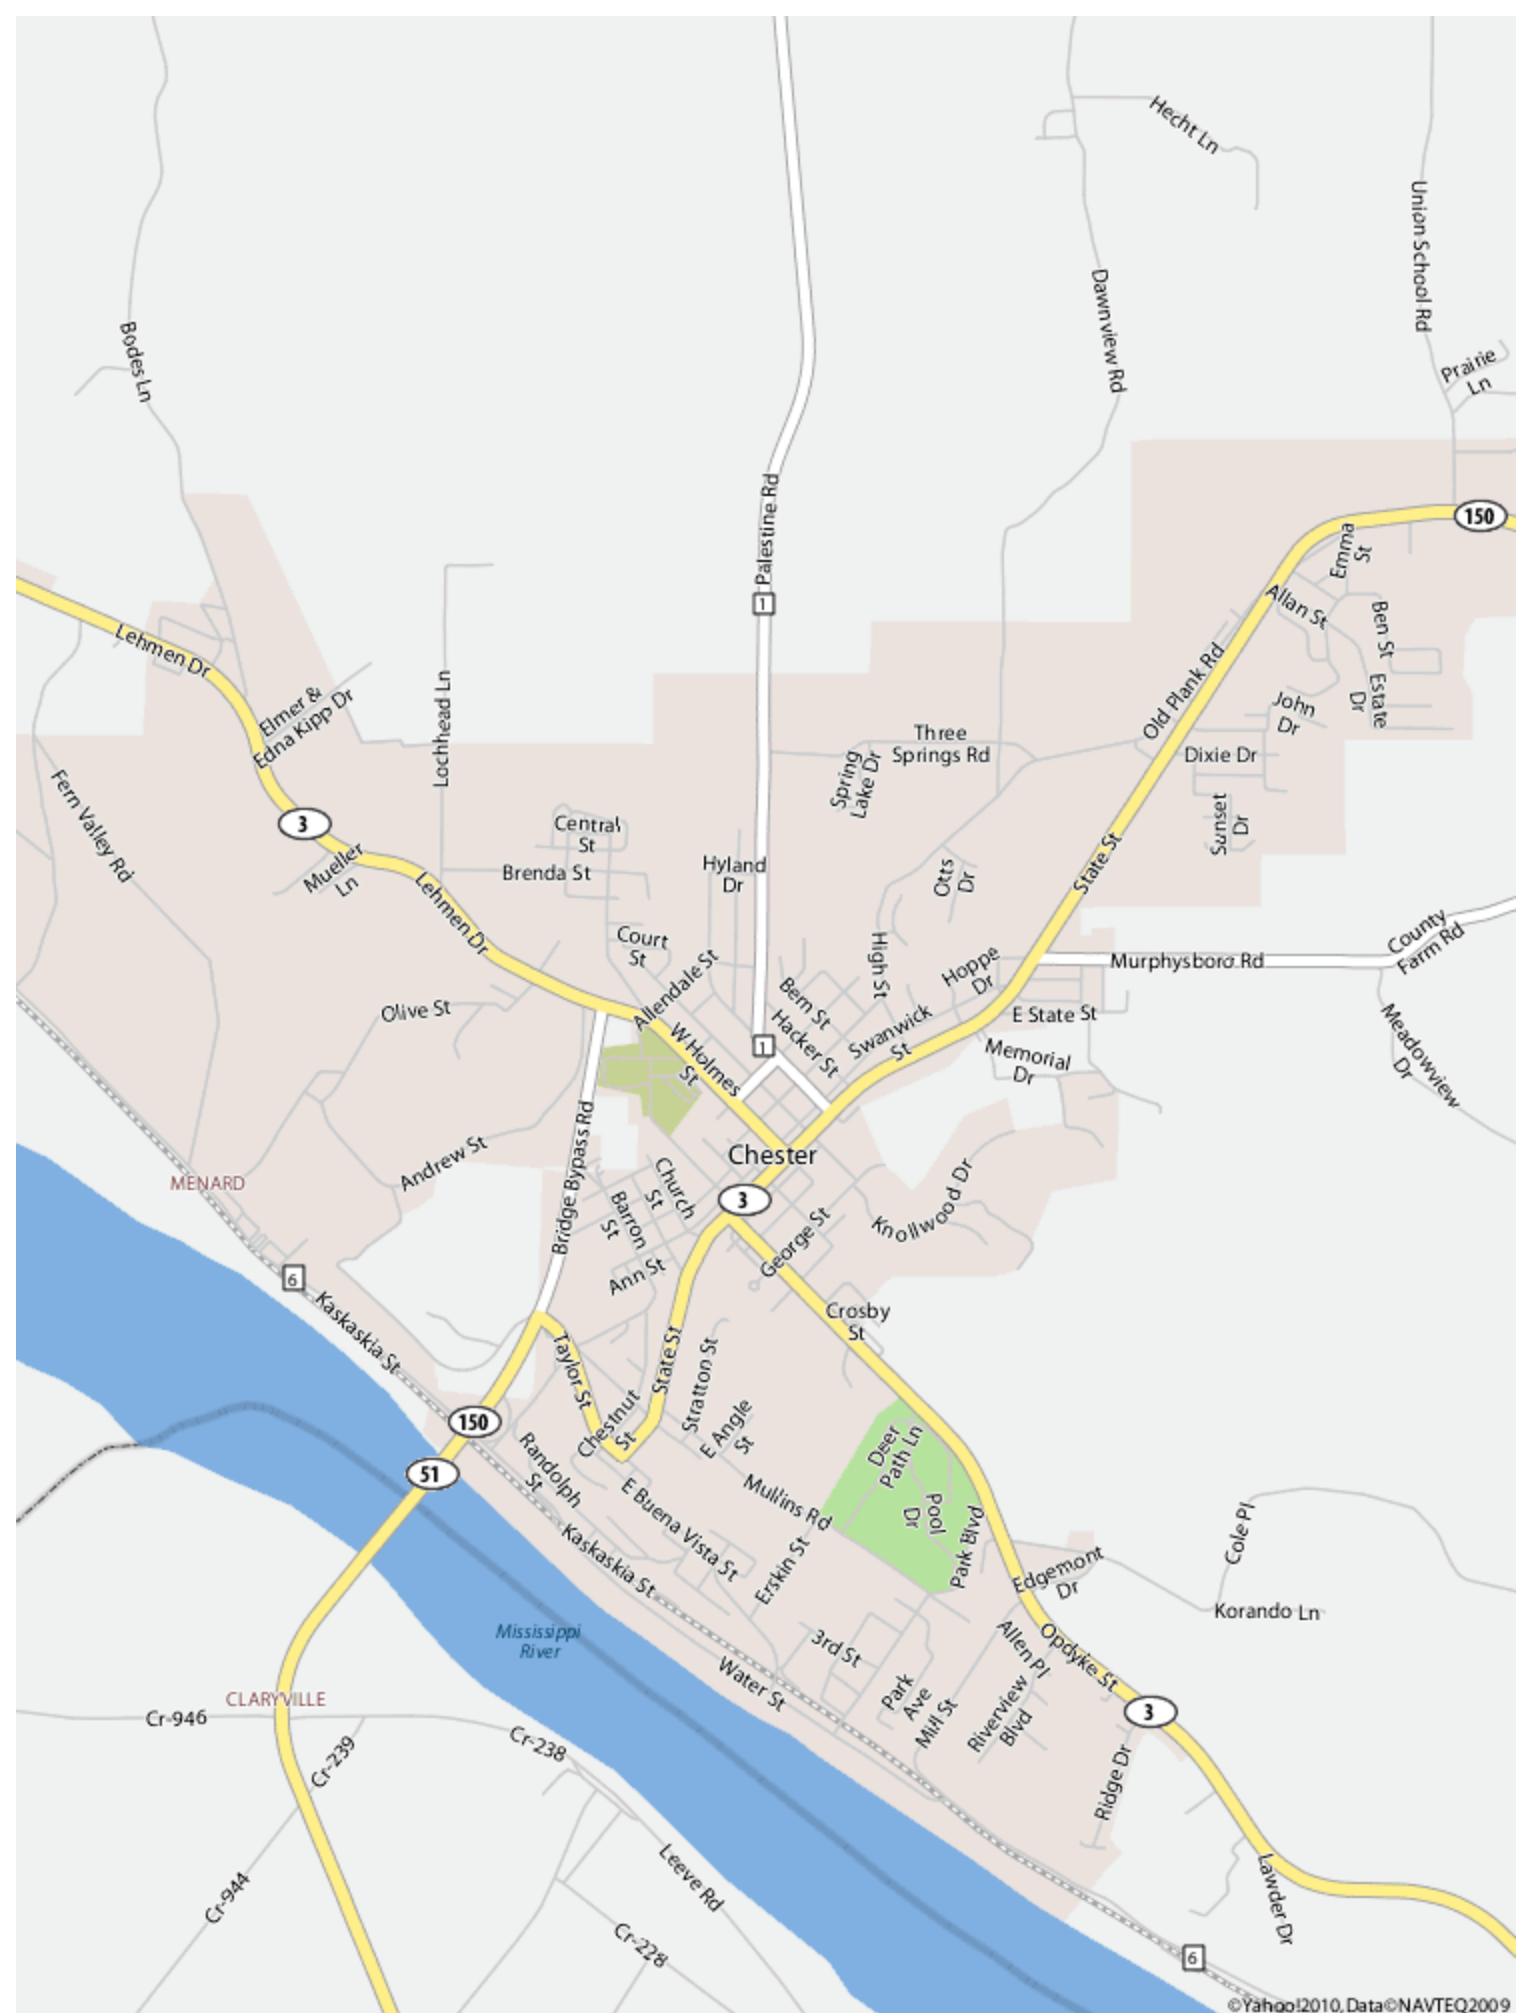 Hecht Ln
Union School Rd
Dawnview Rd
Bodes Ln
Prairie
Ln
Palestine Rd
150
Emma
St
1
Allan St
Ben St
Lehmen Dr
Elmer &
Edna Kipp Dr
Lochhead Ln
Old Plank Rd
Estate
Dr
John
Dr
Three
Springs Rd
Spring
Lake Dr
Dixie Dr
Fern Valley Rd
3
Central
St
Sunset
Dr
Mueller
Ln
Brenda St
Hyland
Dr
Otts
Dr
State St
Lehmen Dr
Court
St
High St
Hoppe
Dr
County
Farm Rd
Murphysboro Rd
Allendale St
Bern St
Olive St
E State St
Swanwick
St
Hacker St
W Holmes
St
1
Memorial
Dr
Meadowview
Dr
Bridge Bypass Rd
Andrew St
Chester
MENARD
Church
St
Barron
St
3
Knollwood Dr
George St
Ann St
6
Kaskaskia St
Crosby
St
Taylor St
State St
Stratton St
Chestnut
St
E Angle
St
150
51
Randolph
St
Deer
Path Ln
Pool
Dr
Mullins Rd
E Buena Vista St
Park Blvd
Cole Pl
Kaskaskia St
Erskin St
Edgemont
Dr
Korando Ln
Mississippi
River
3rd St
Allen Pl
Opdyke St
Water St
Park
Ave
Mill St
Riverview
Blvd
CLARYVILLE
Cr-946
3
Cr-239
Cr-238
Ridge Dr
Leeve Rd
Cr-944
Lawder Dr
Cr-228
6
©Yahoo!2010, Data©NAVTEQ2009